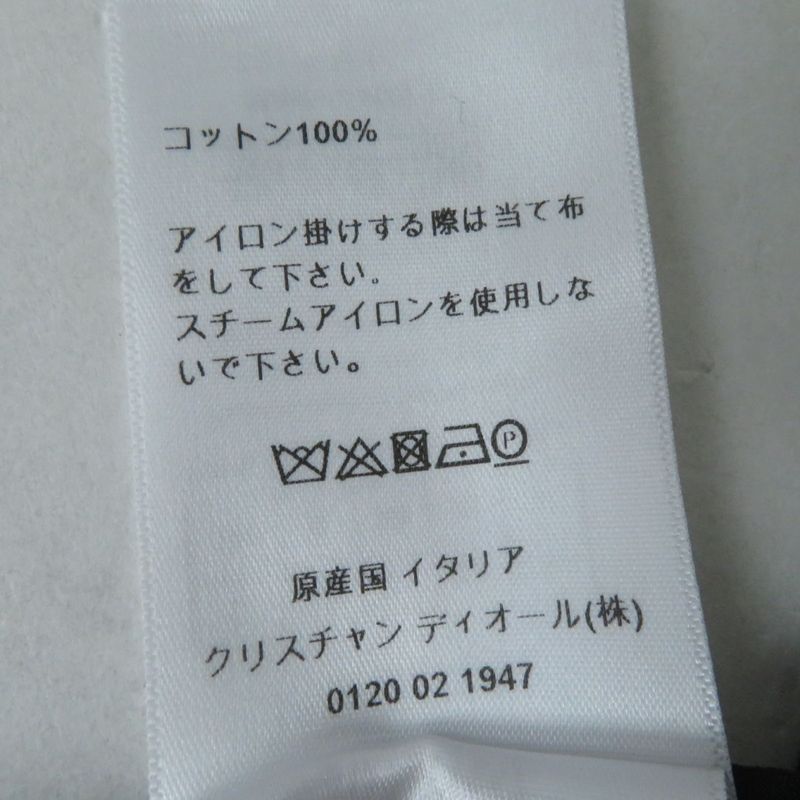 コットン100%
アイロン掛けする際は当て布
をして下さい。
スチームアイロンを使用しな
いで下さい。
P
原産国 イタリア
クリスチャン ディオール(株)
0120 02 1947